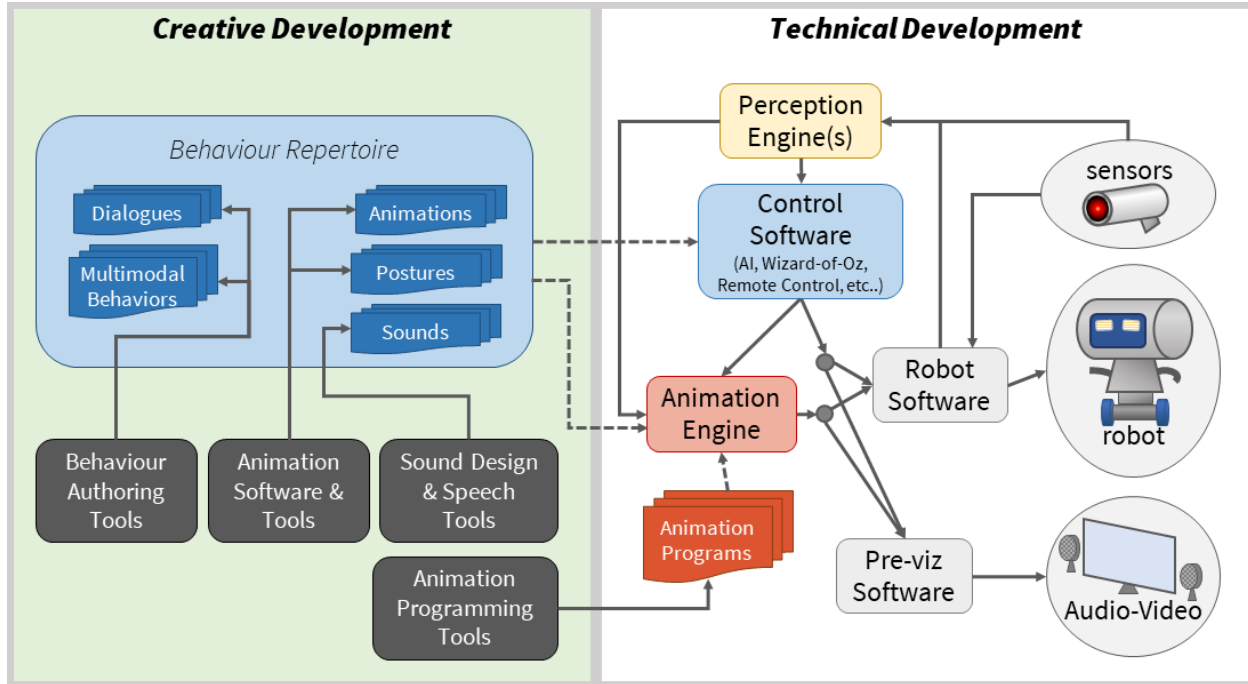 Creative Development
Behaviour Repertoire
Dialogues
Multimodal
Behaviors
Animations
Postures
Sounds
Behaviour
Authoring
Tools
Animation
Software &
Tools
Sound Design
& Speech
Tools
Animation
Programming
Tools
Technical Development
Perception
Engine(s)
Control
Software
(AI, Wizard-of-Oz,
Remote Control, etc..)
Animation
Engine
Animation
Programs
sensors
Robot
Software
robot
Pre-viz
Software
Audio-Video